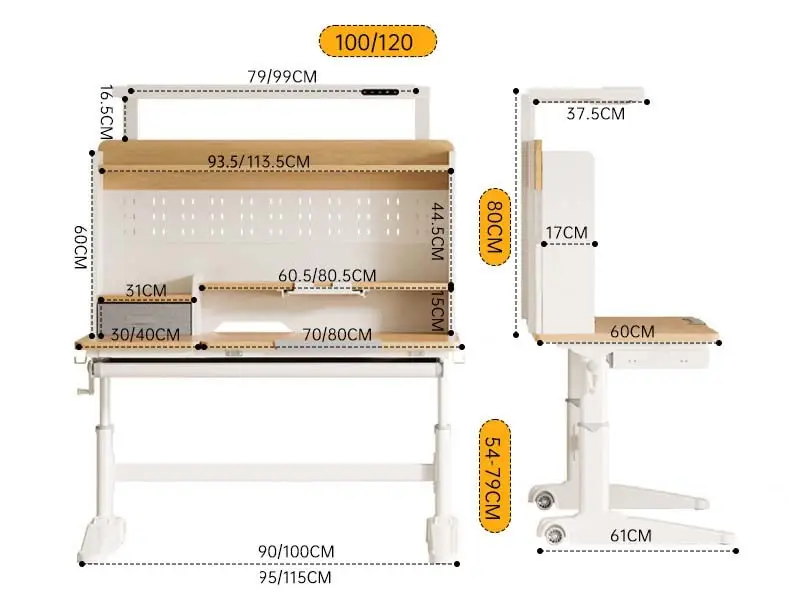 100/120
79/99CM
16.5CM
37.5CM
93.5/113.5CM
60CM
44.5CM
80CM
17CM
60.5/80.5CM
31CM
15CM
30/40CM
70/80CM
60CM
54-79CM
90/100CM
95/115CM
61CM